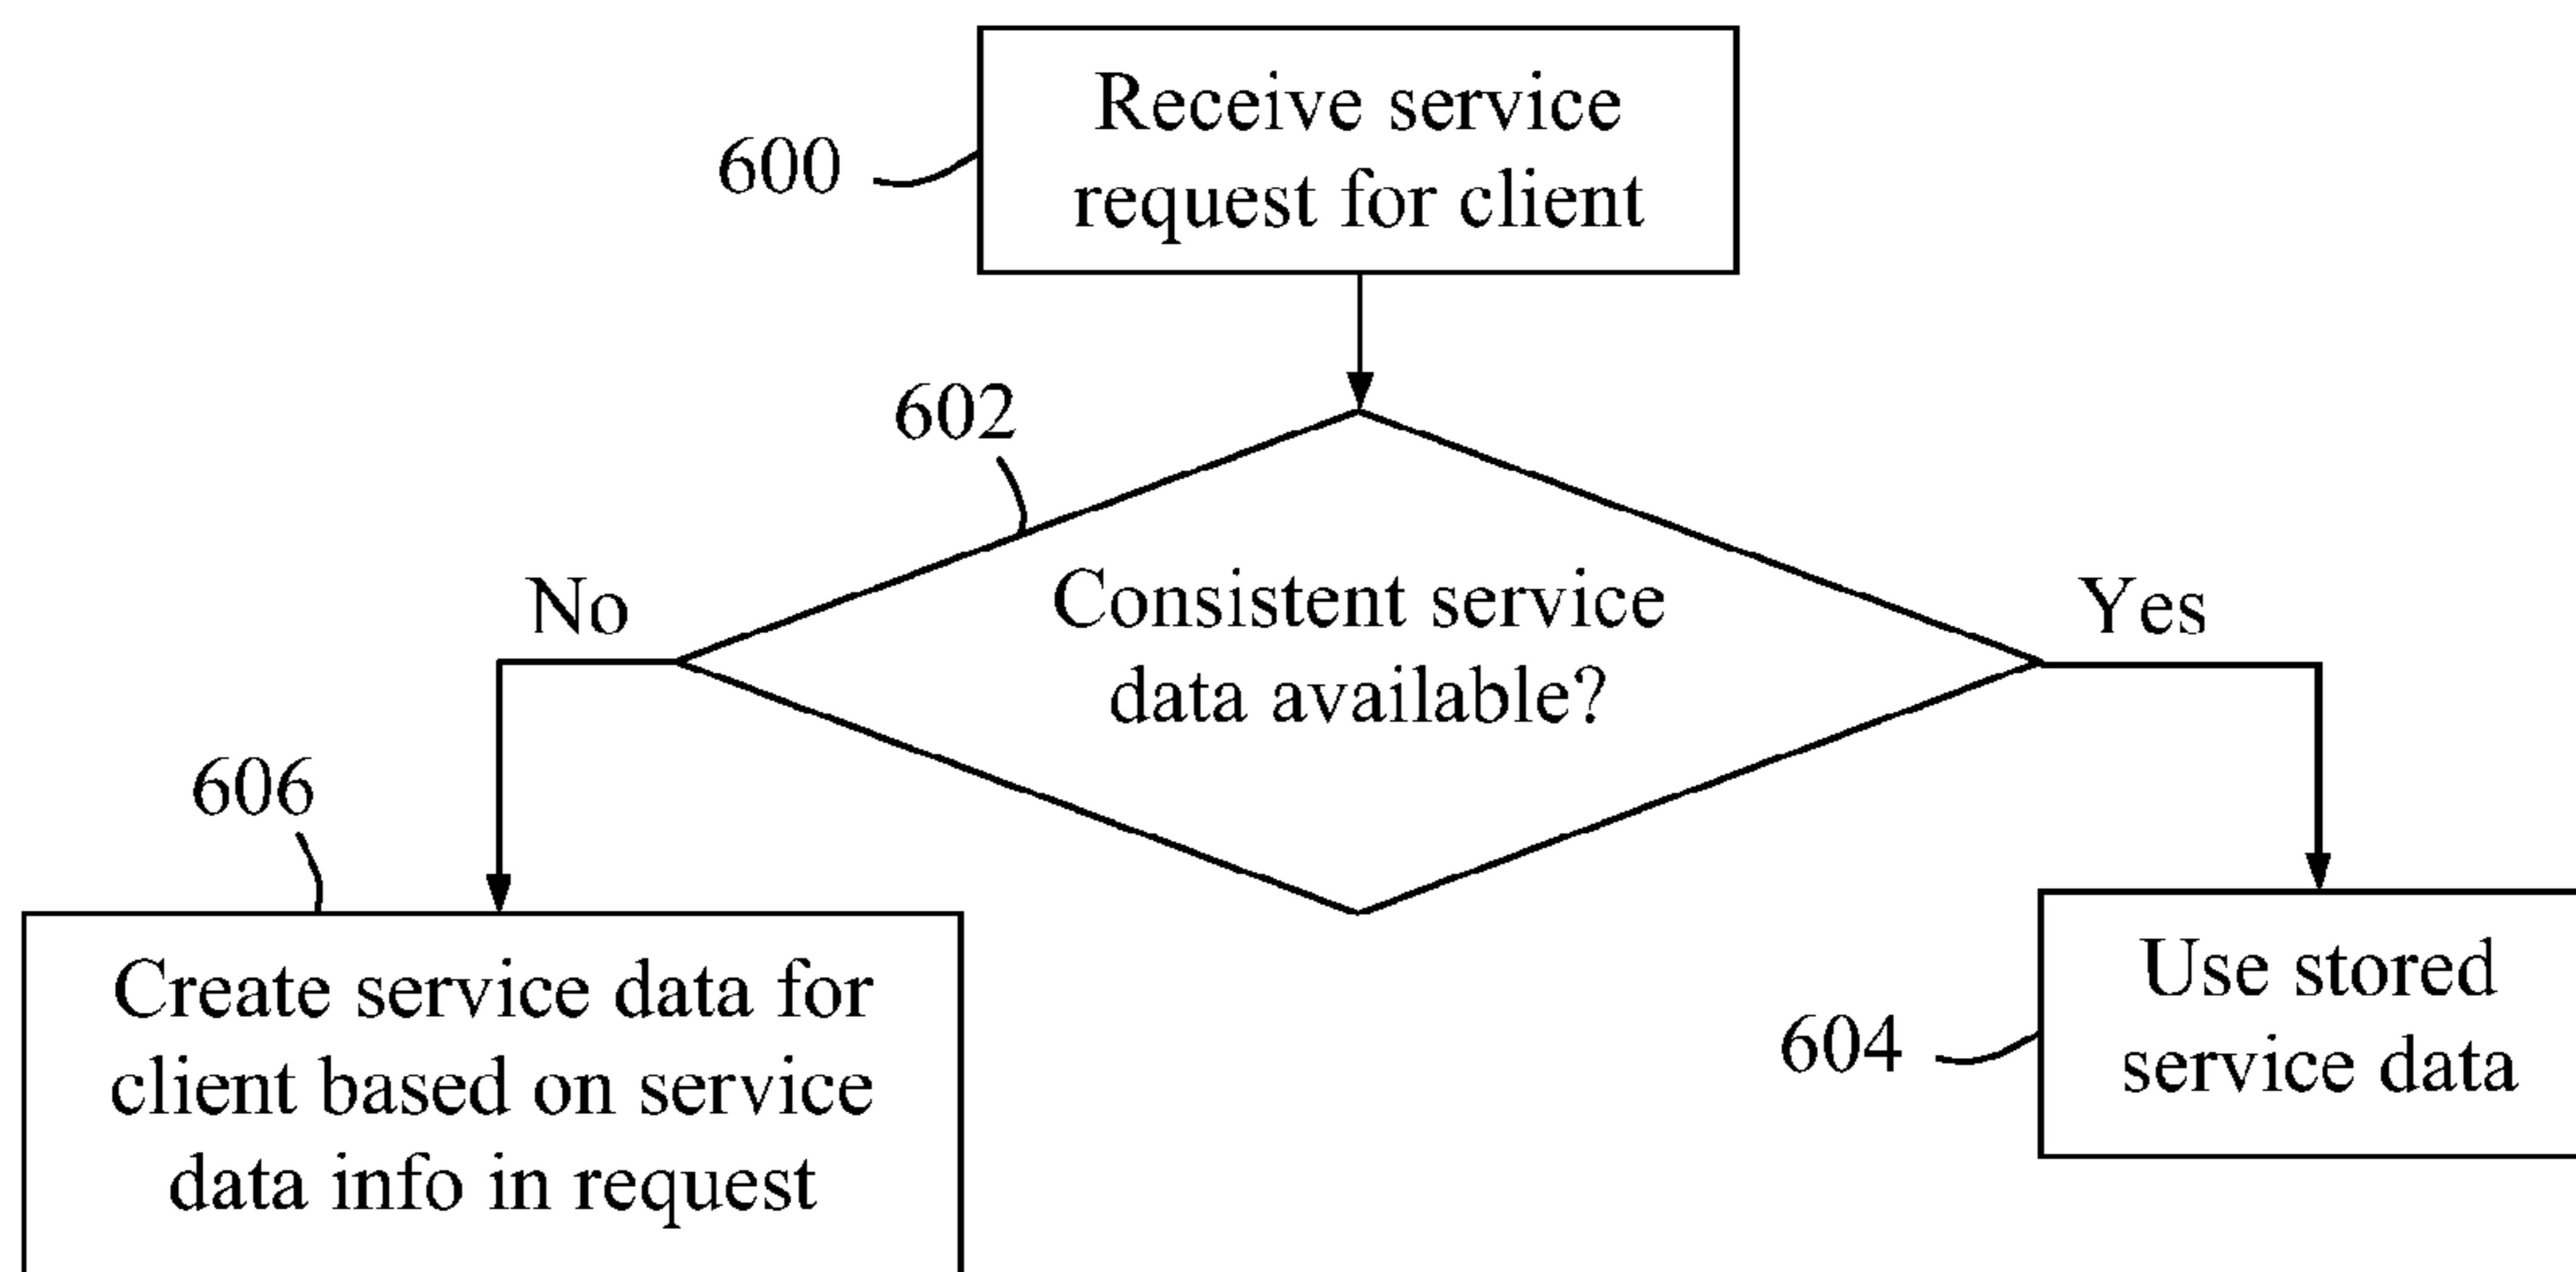 Receive service
request for client
600
602
Consistent service
data available?
No
Yes
606
Create service data for
client based on service
data info in request
604
Use stored
service data